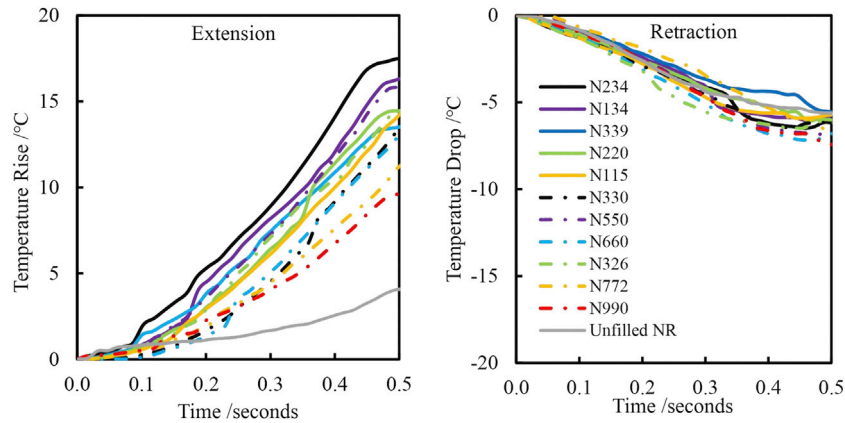 Extension
Temperature Rise /°C
20
15
10
5
0
0.0 0.1 0.2 0.3 0.4 0.5
Time /seconds
Retraction
Temperature Drop /°C
0
-5
-10
-15
-20
N234
N134
N339
N220
N115
N330
N550
N660
N326
N772
N990
Unfilled NR
0.0 0.1 0.2 0.3 0.4 0.5
Time /seconds